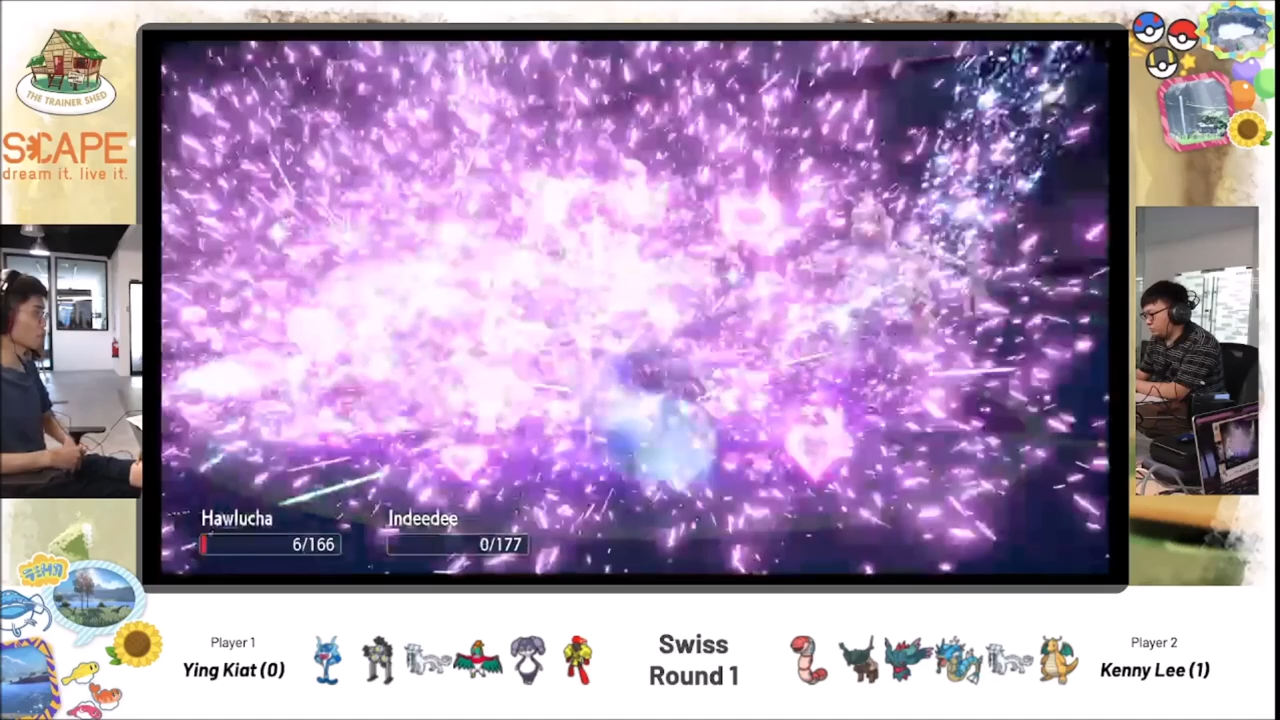 THE TRAINER SHED
SCAPE
dream it. live it.
Hawlucha
Indeedee
6/166
0/177
Player 1
Ying Kiat (0)
Swiss
Round 1
Player 2
Kenny Lee (1)